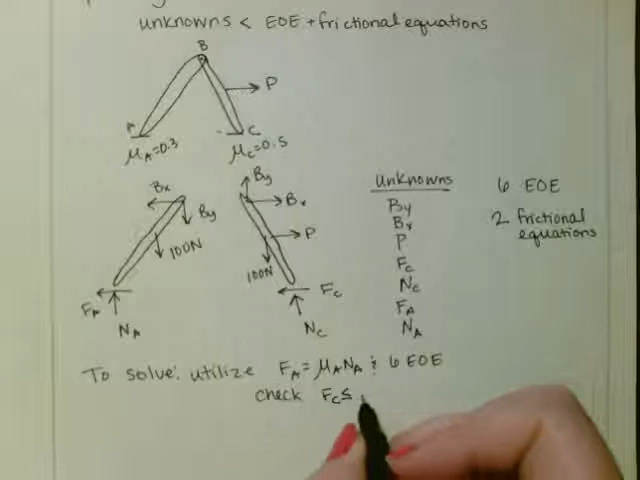 unknowns < EOE + frictional equations
B
P
A
C
μA=0.3
μC=0.5
Bx
By
100N
FA
NA
By
Bx
P
100N
FC
NC
Unknowns
By
Bx
P
FC
NC
FA
NA
6 EOE
2 frictional
equations
To solve: utilize FA = μANA & 6 EOE
check FC ≤